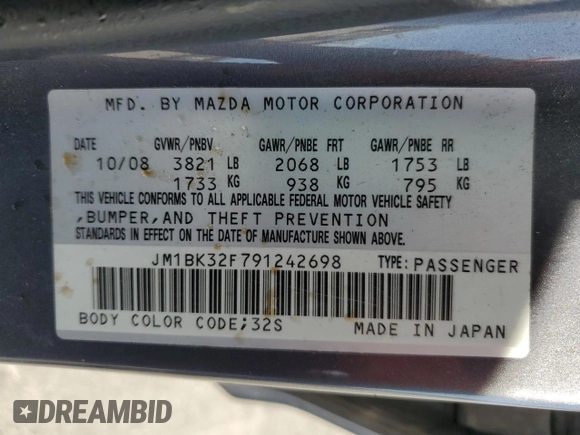 MFD. BY MAZDA MOTOR CORPORATION
DATE GVWR/PNBV GAWR/PNBE FRT GAWR/PNBE RR
10/08 3821 LB 2068 LB 1753 LB
1733 KG 938 KG 795 KG
THIS VEHICLE CONFORMS TO ALL APPLICABLE FEDERAL MOTOR VEHICLE SAFETY
,BUMPER,AND THEFT PREVENTION
STANDARDS IN EFFECT ON THE DATE OF MANUFACTURE SHOWN ABOVE.
JM1BK32F791242698 TYPE:PASSENGER
BODY COLOR CODE;32S MADE IN JAPAN
DREAMBID